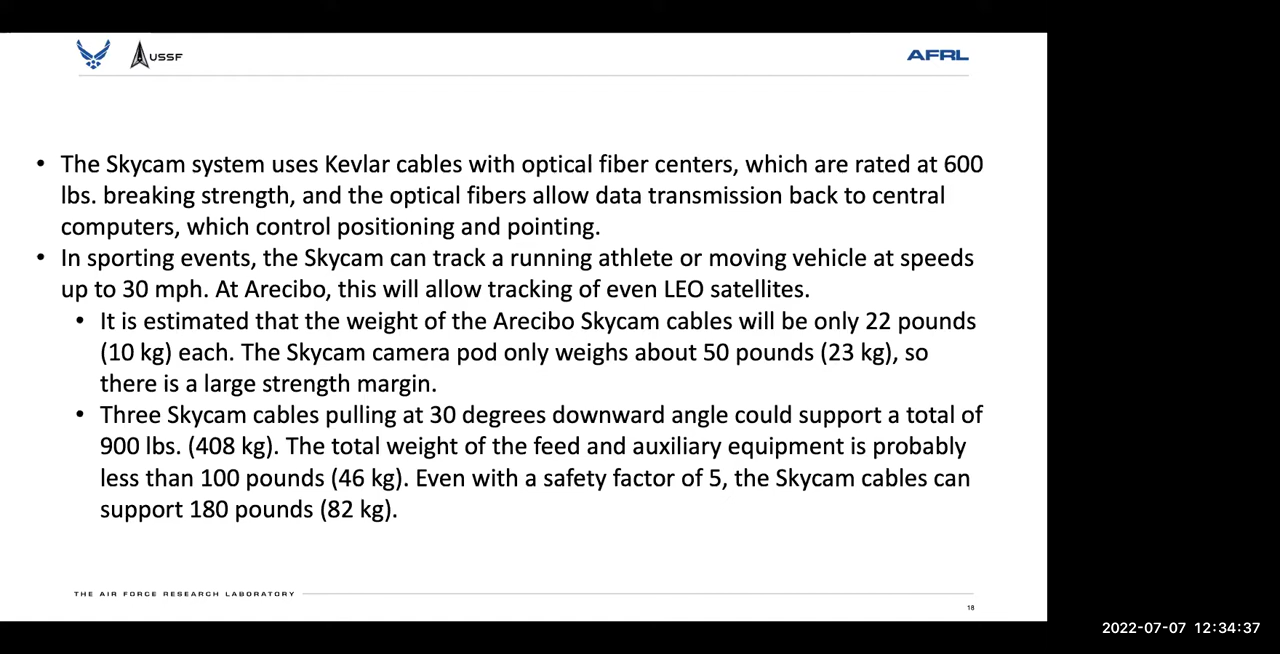 USSF
AFRL
• The Skycam system uses Kevlar cables with optical fiber centers, which are rated at 600
lbs. breaking strength, and the optical fibers allow data transmission back to central
computers, which control positioning and pointing.
• In sporting events, the Skycam can track a running athlete or moving vehicle at speeds
up to 30 mph. At Arecibo, this will allow tracking of even LEO satellites.
• It is estimated that the weight of the Arecibo Skycam cables will be only 22 pounds
(10 kg) each. The Skycam camera pod only weighs about 50 pounds (23 kg), so
there is a large strength margin.
• Three Skycam cables pulling at 30 degrees downward angle could support a total of
900 lbs. (408 kg). The total weight of the feed and auxiliary equipment is probably
less than 100 pounds (46 kg). Even with a safety factor of 5, the Skycam cables can
support 180 pounds (82 kg).
THE AIR FORCE RESEARCH LABORATORY
18
2022-07-07 12:34:37